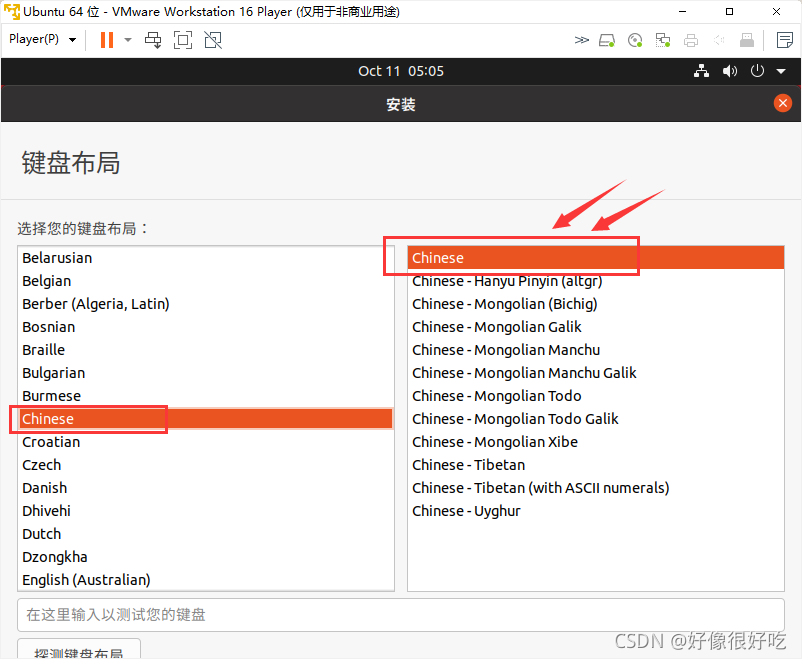 Ubuntu 64 位 - VMware Workstation 16 Player (仅用于非商业用途)
Player(P)
Oct 11 05:05
安装
键盘布局
选择您的键盘布局：
Belarusian
Belgian
Berber (Algeria, Latin)
Bosnian
Braille
Bulgarian
Burmese
Chinese
Croatian
Czech
Danish
Dhivehi
Dutch
Dzongkha
English (Australian)
Chinese
Chinese - Hanyu Pinyin (altgr)
Chinese - Mongolian (Bichig)
Chinese - Mongolian Galik
Chinese - Mongolian Manchu
Chinese - Mongolian Manchu Galik
Chinese - Mongolian Todo
Chinese - Mongolian Todo Galik
Chinese - Mongolian Xibe
Chinese - Tibetan
Chinese - Tibetan (with ASCII numerals)
Chinese - Uyghur
在这里输入以测试您的键盘
探测键盘布局
CSDN @好像很好吃